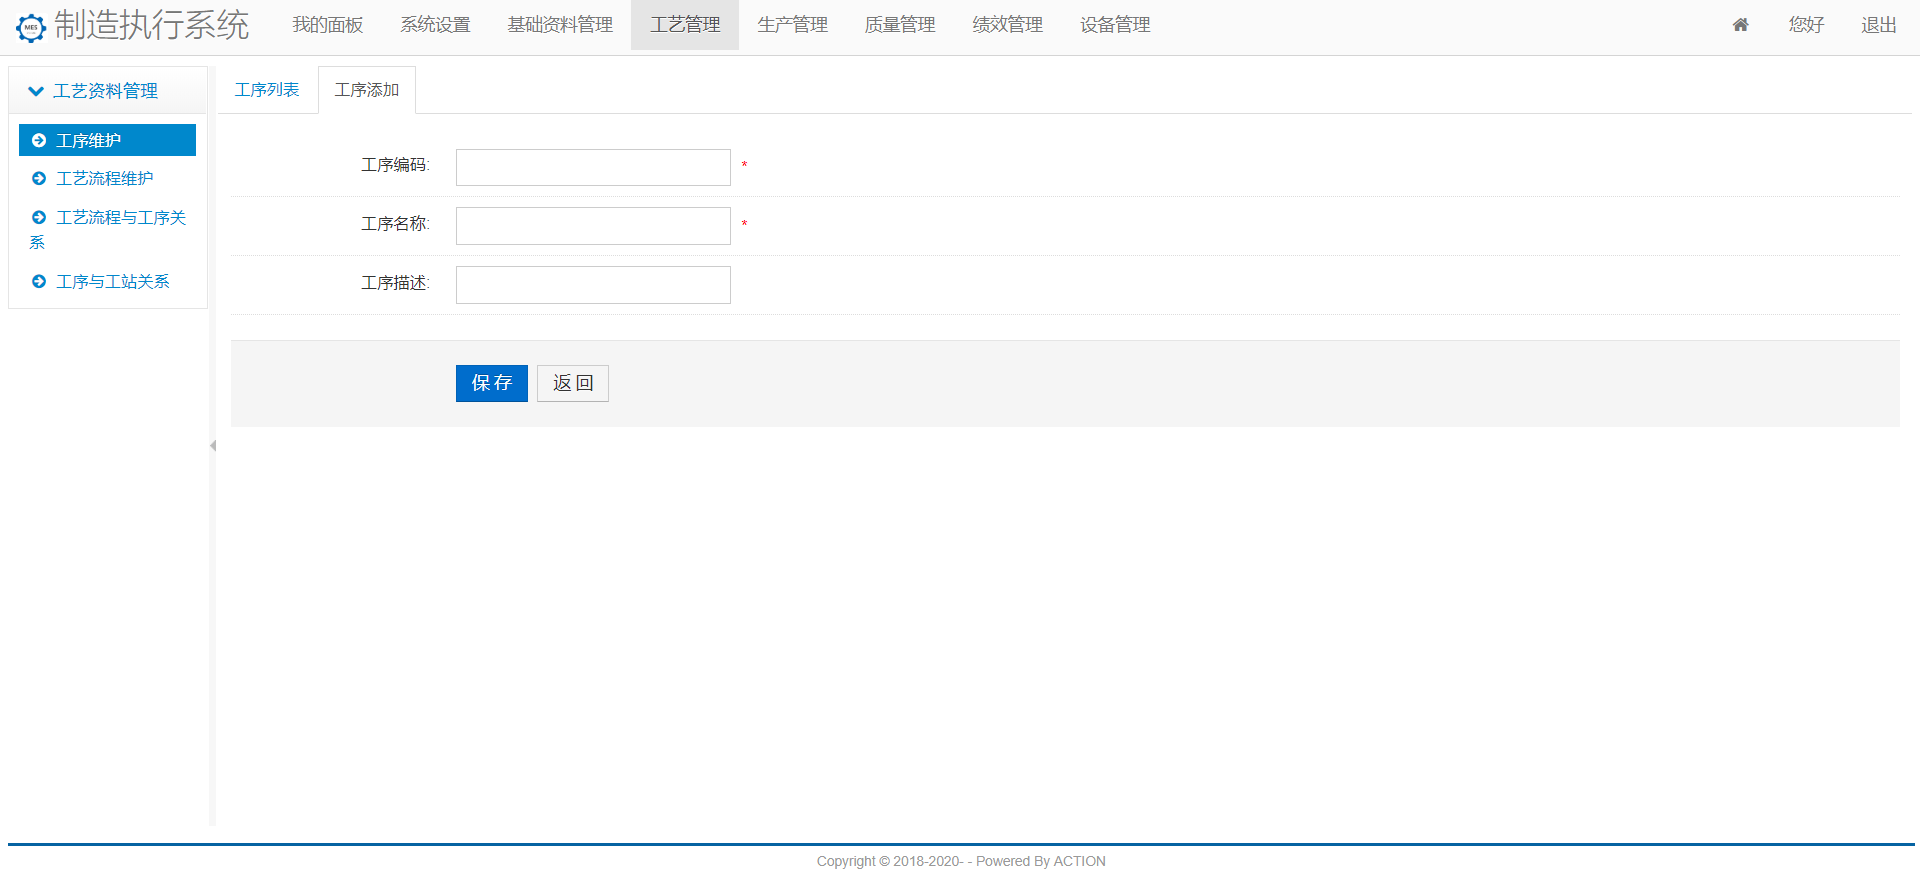 MES
制造执行系统 我的面板 系统设置 基础资料管理 工艺管理 生产管理 质量管理 绩效管理 设备管理 您好 退出
工艺资料管理
工序维护
工艺流程维护
工艺流程与工序关
系
工序与工站关系
工序列表 工序添加
工序编码: *
工序名称: *
工序描述:
保存 返回
Copyright © 2018-2020- - Powered By ACTION